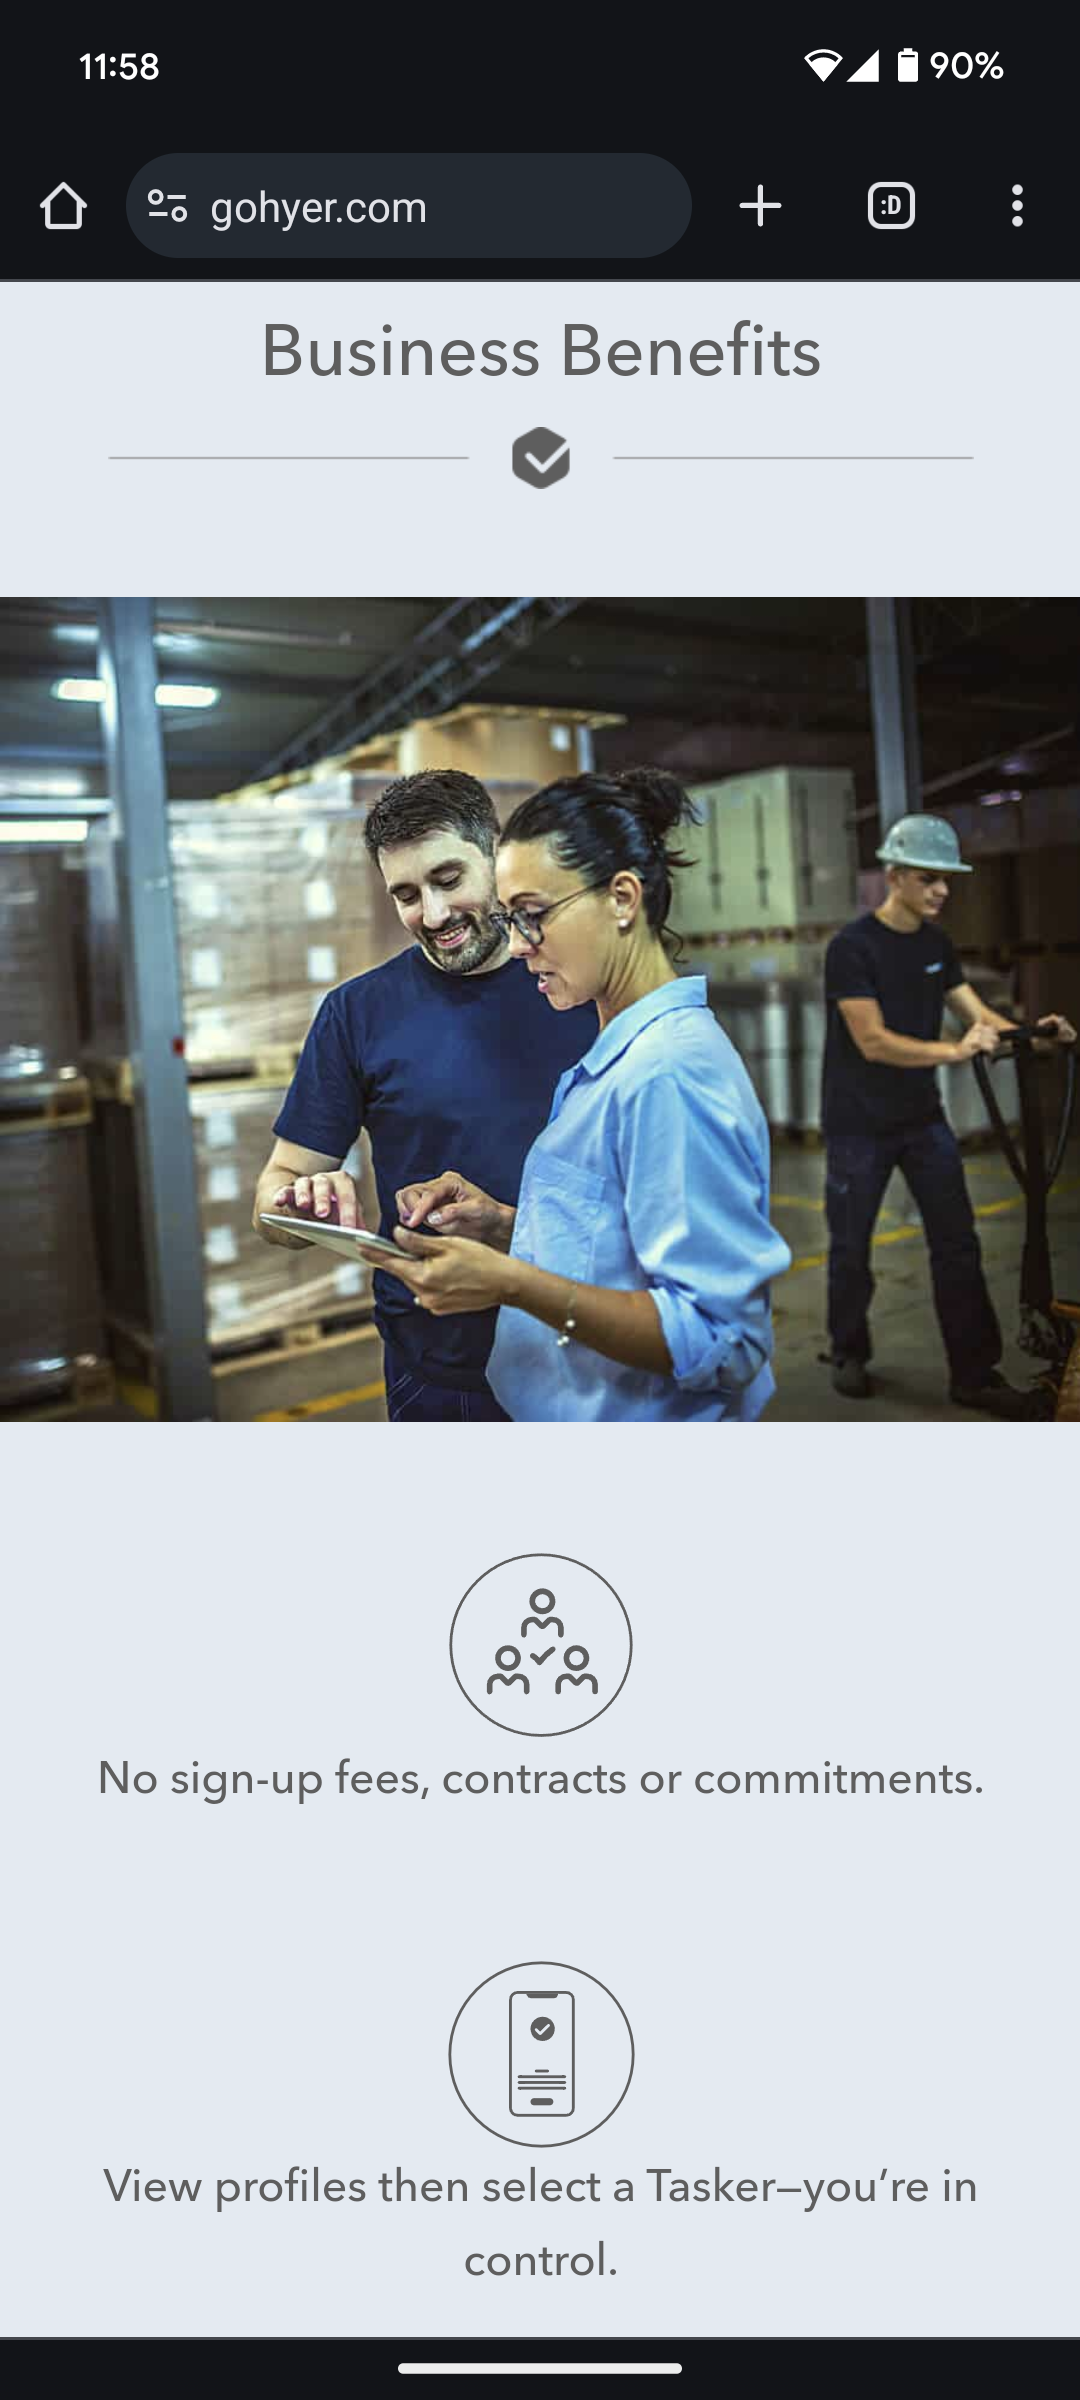 11:58
90%
gohyer.com
:D
Business Benefits
No sign-up fees, contracts or commitments.
View profiles then select a Tasker—you’re in
control.